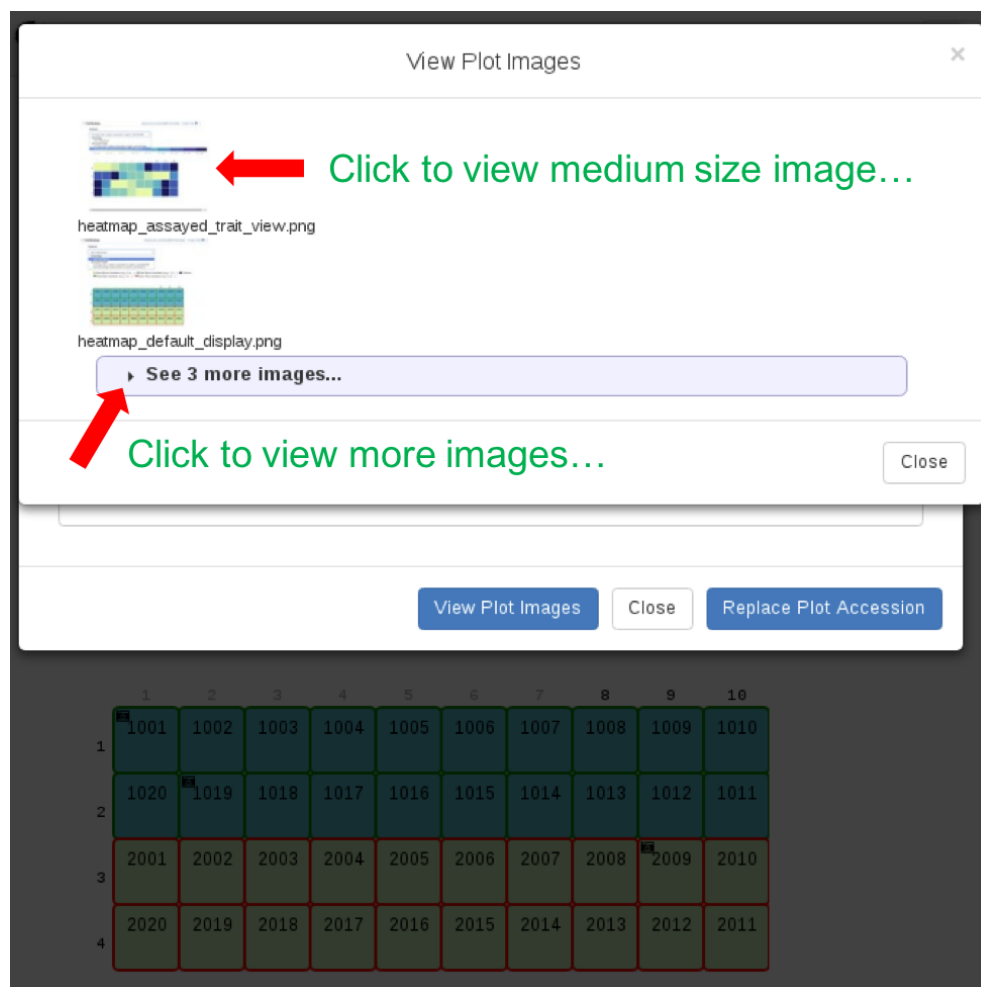 View Plot Images ×
Click to view medium size image…
heatmap_assayed_trait_view.png
heatmap_default_display.png
See 3 more images...
Click to view more images…
Close
View Plot Images Close Replace Plot Accession
1 2 3 4 5 6 7 8 9 10
1 1001 1002 1003 1004 1005 1006 1007 1008 1009 1010
2 1020 1019 1018 1017 1016 1015 1014 1013 1012 1011
3 2001 2002 2003 2004 2005 2006 2007 2008 2009 2010
4 2020 2019 2018 2017 2016 2015 2014 2013 2012 2011